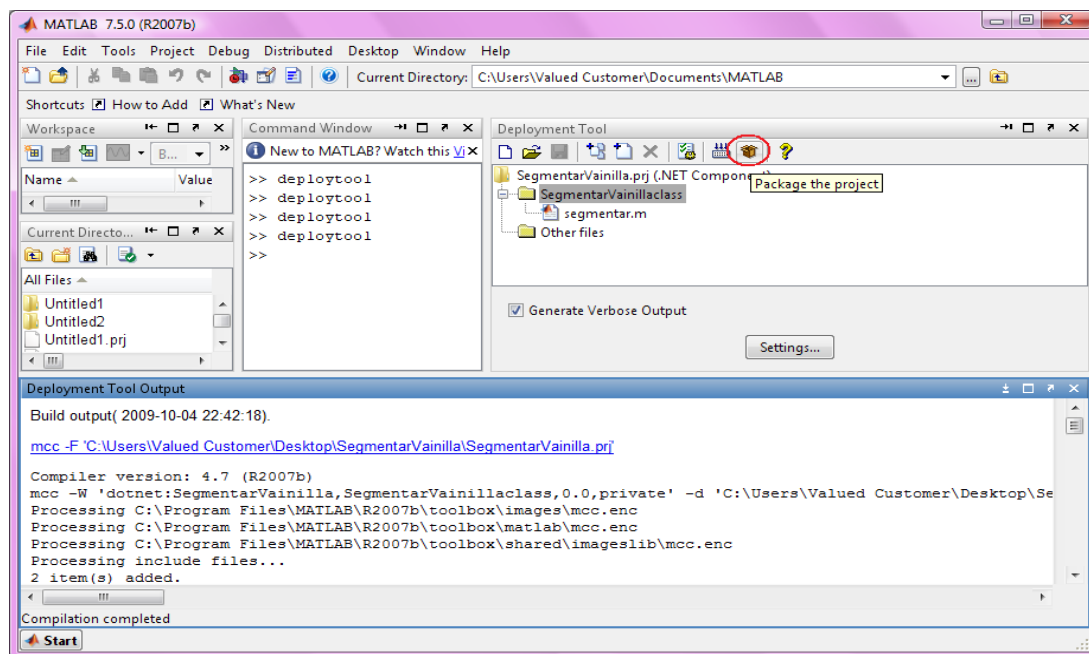 MATLAB 7.5.0 (R2007b)
File Edit Tools Project Debug Distributed Desktop Window Help
Current Directory: C:\Users\Valued Customer\Documents\MATLAB
Shortcuts How to Add What's New
Workspace
B...
Name Value
Current Directo...
All Files
Untitled1
Untitled2
Untitled1.prj
Command Window
New to MATLAB? Watch this Vi
>> deploytool
>> deploytool
>> deploytool
>> deploytool
>>
Deployment Tool
SegmentarVainilla.prj (.NET Component)
Package the project
SegmentarVainillaclass
segmentar.m
Other files
Generate Verbose Output
Settings...
Deployment Tool Output
Build output( 2009-10-04 22:42:18).
mcc -F 'C:\Users\Valued Customer\Desktop\SegmentarVainilla\SegmentarVainilla.prj'
Compiler version: 4.7 (R2007b)
mcc -W 'dotnet:SegmentarVainilla,SegmentarVainillaclass,0.0,private' -d 'C:\Users\Valued Customer\Desktop\Se
Processing C:\Program Files\MATLAB\R2007b\toolbox\images\mcc.enc
Processing C:\Program Files\MATLAB\R2007b\toolbox\matlab\mcc.enc
Processing C:\Program Files\MATLAB\R2007b\toolbox\shared\imageslib\mcc.enc
Processing include files...
2 item(s) added.
Compilation completed
Start